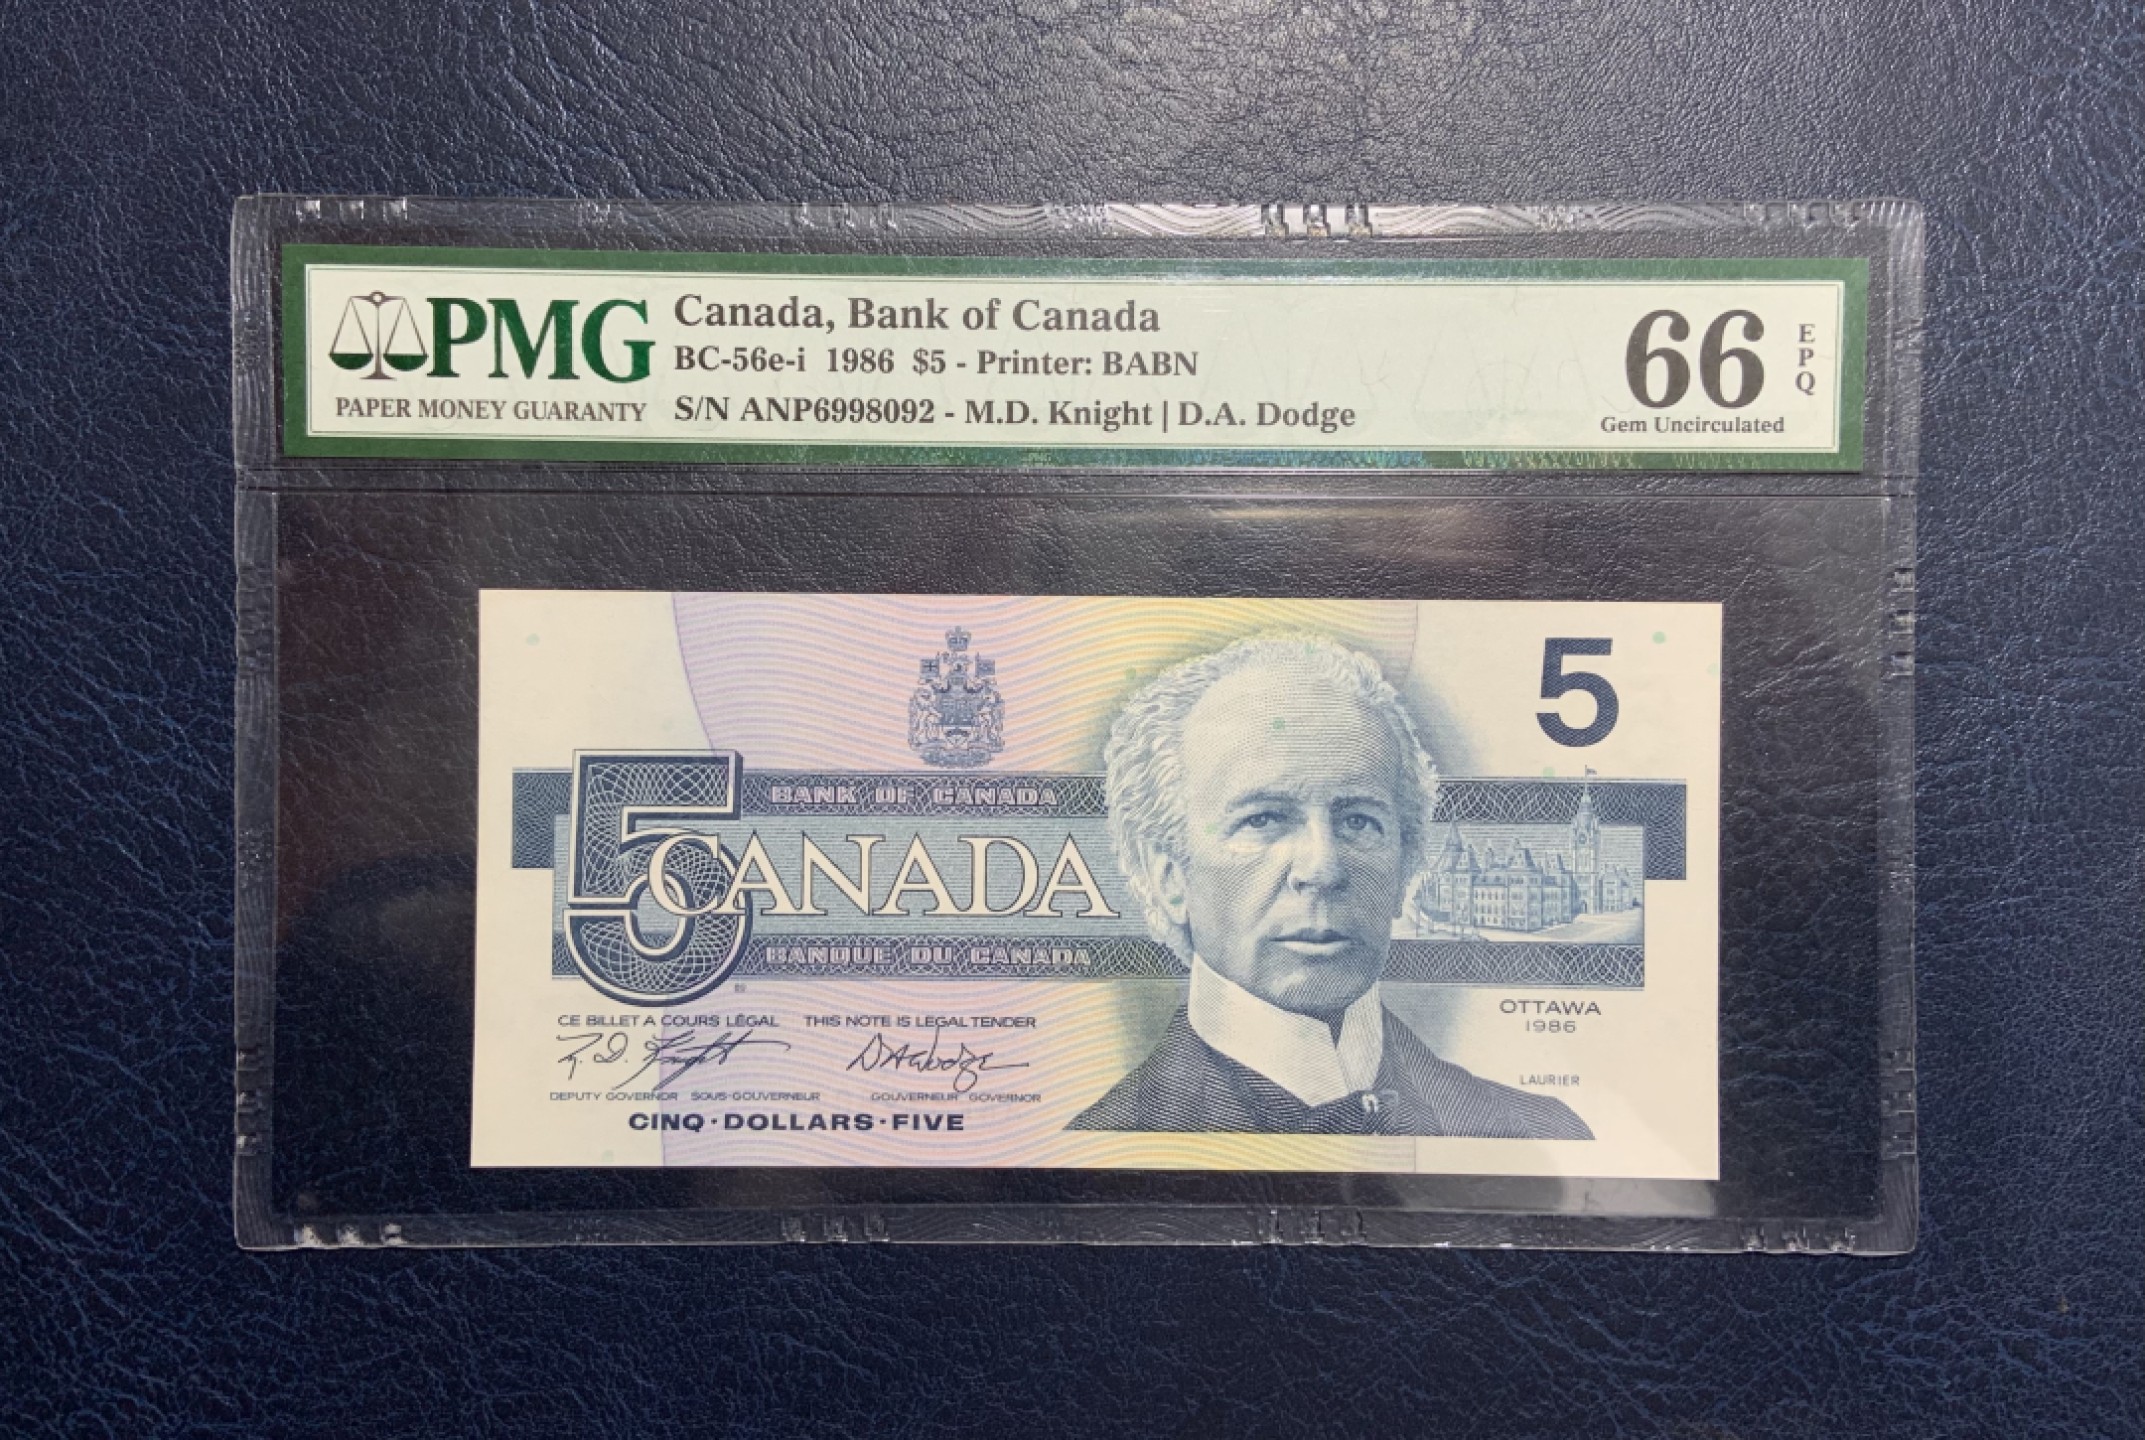 PMG
PAPER MONEY GUARANTY
Canada, Bank of Canada
BC-56e-i 1986 $5 - Printer: BABN
S/N ANP6998092 - M.D. Knight | D.A. Dodge
66
EPQ
Gem Uncirculated
5
BANK OF CANADA
5
CANADA
BANQUE DU CANADA
OTTAWA
1986
CE BILLET A COURS LÉGAL THIS NOTE IS LEGAL TENDER
DEPUTY GOVERNOR SOUS-GOUVERNEUR GOUVERNEUR GOVERNOR
LAURIER
CINQ·DOLLARS·FIVE